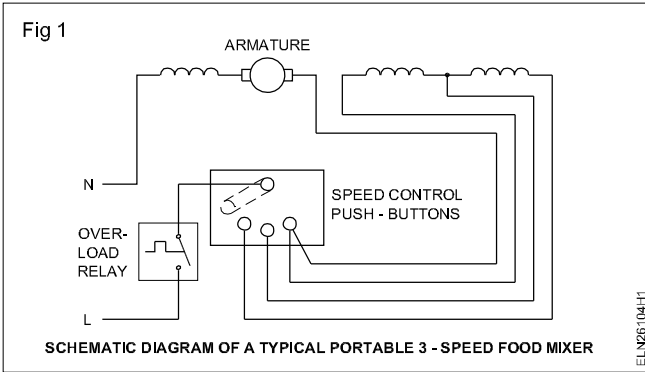 Fig 1
ARMATURE
N
SPEED CONTROL
PUSH - BUTTONS
OVER-
LOAD
RELAY
L
SCHEMATIC DIAGRAM OF A TYPICAL PORTABLE 3 - SPEED FOOD MIXER
ELN26104H1